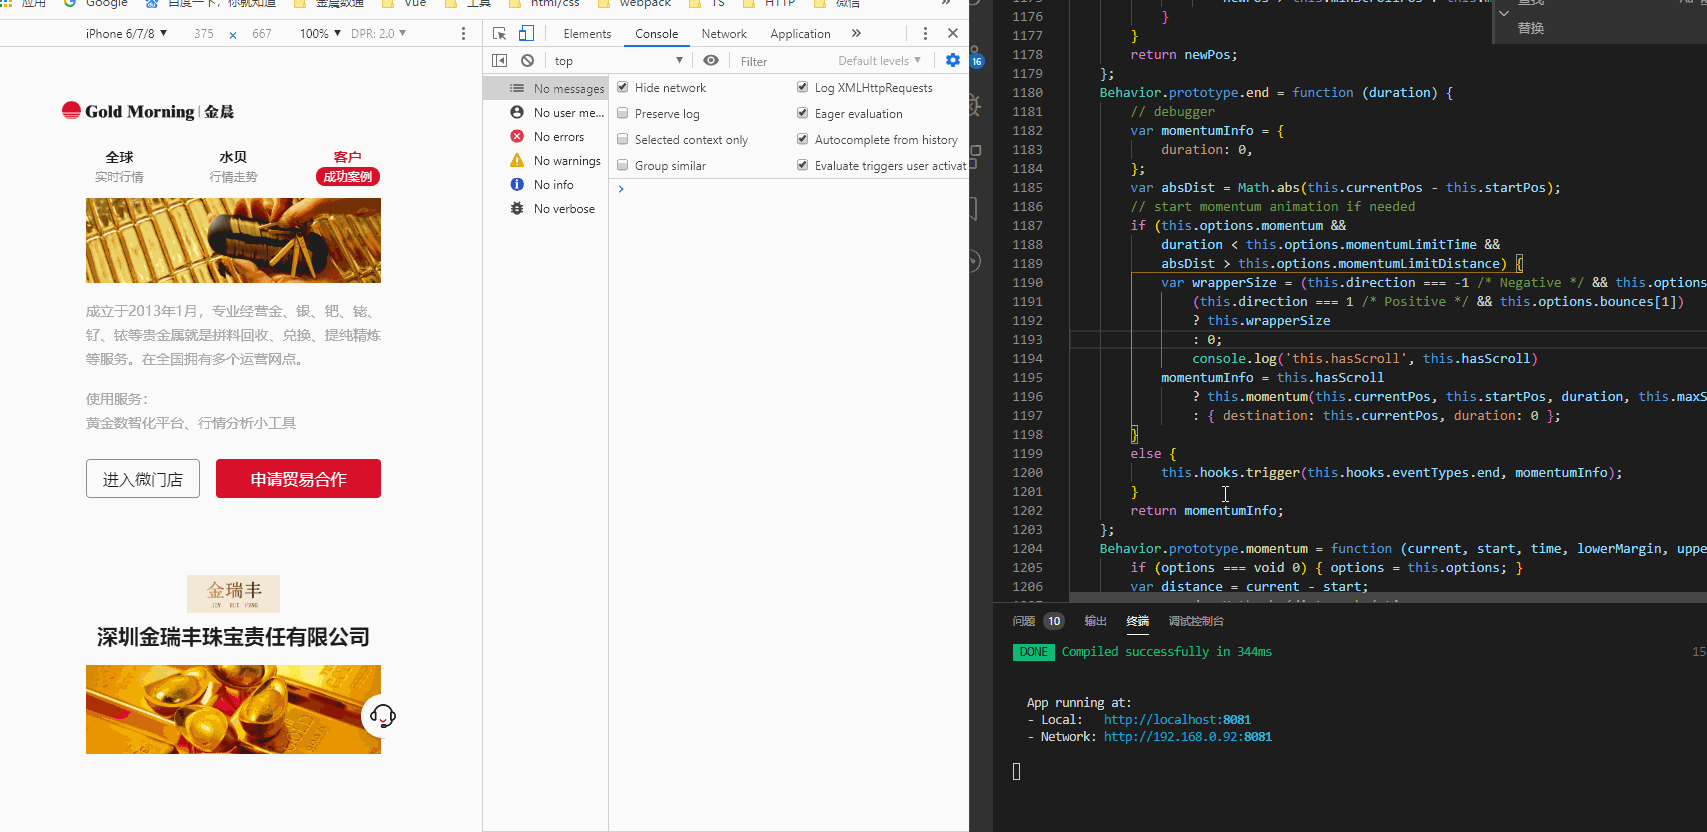 应用 Google 百度一下，你就知道 金晨数通 Vue 工具 html/css webpack TS HTTP 微信 »
iPhone 6/7/8 ▼ 375 × 667 100% ▼ DPR: 2.0 ▼
Gold Morning | 金晨
全球 水贝 客户
实时行情 行情走势 成功案例
成立于2013年1月，专业经营金、银、钯、铑、
钌、铱等贵金属就是拼料回收、兑换、提纯精炼
等服务。在全国拥有多个运营网点。
使用服务：
黄金数智化平台、行情分析小工具
进入微门店 申请贸易合作
金瑞丰
JIN RUI FENG
深圳金瑞丰珠宝责任有限公司
Elements Console Network Application »
top ▼ Filter Default levels ▼
16
No messages
No user me...
No errors
No warnings
No info
No verbose
Hide network Log XMLHttpRequests
Preserve log Eager evaluation
Selected context only Autocomplete from history
Group similar Evaluate triggers user activat
替换
1176 }
1177 }
1178 return newPos;
1179 };
1180 Behavior.prototype.end = function (duration) {
1181 // debugger
1182 var momentumInfo = {
1183 duration: 0,
1184 };
1185 var absDist = Math.abs(this.currentPos - this.startPos);
1186 // start momentum animation if needed
1187 if (this.options.momentum &&
1188 duration < this.options.momentumLimitTime &&
1189 absDist > this.options.momentumLimitDistance) {
1190 var wrapperSize = (this.direction === -1 /* Negative */ && this.options
1191 (this.direction === 1 /* Positive */ && this.options.bounces[1])
1192 ? this.wrapperSize
1193 : 0;
1194 console.log('this.hasScroll', this.hasScroll)
1195 momentumInfo = this.hasScroll
1196 ? this.momentum(this.currentPos, this.startPos, duration, this.maxS
1197 : { destination: this.currentPos, duration: 0 };
1198 }
1199 else {
1200 this.hooks.trigger(this.hooks.eventTypes.end, momentumInfo);
1201 }
1202 return momentumInfo;
1203 };
1204 Behavior.prototype.momentum = function (current, start, time, lowerMargin, uppe
1205 if (options === void 0) { options = this.options; }
1206 var distance = current - start;
问题 10 输出 终端 调试控制台
DONE Compiled successfully in 344ms 15
App running at:
- Local: http://localhost:8081
- Network: http://192.168.0.92:8081